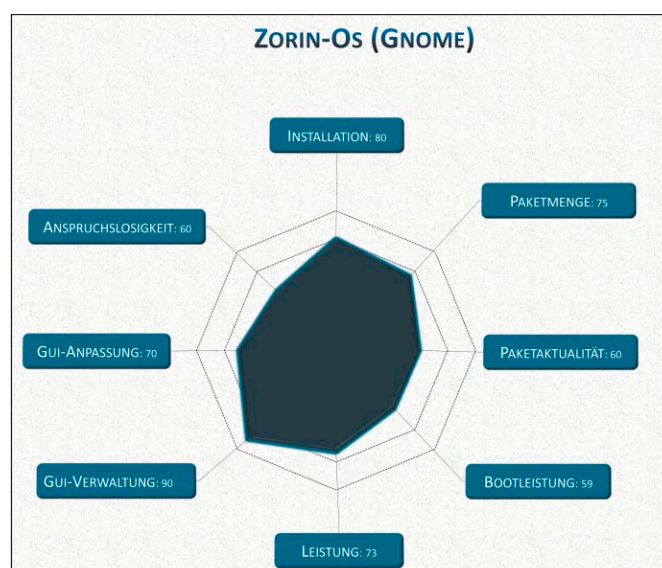 ZORIN-OS (GNOME)
INSTALLATION: 80
PAKETMENGE: 75
ANSPRUCHSLOSIGKEIT: 60
GUI-ANPASSUNG: 70
PAKETAKTUALITÄT: 60
GUI-VERWALTUNG: 90
BOOTLEISTUNG: 59
LEISTUNG: 73